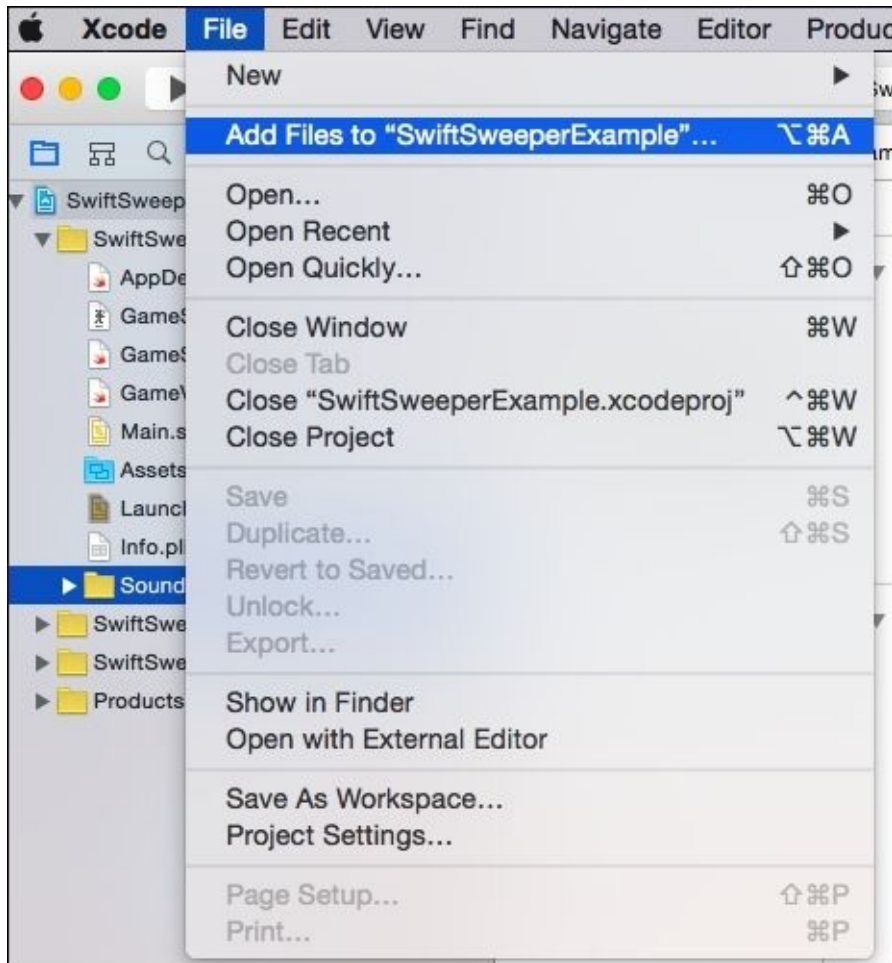 Xcode File Edit View Find Navigate Editor Produc
New
Add Files to “SwiftSweeperExample”... ⌥⌘A
Open... ⌘O
Open Recent
Open Quickly... ⇧⌘O
Close Window ⌘W
Close Tab
Close “SwiftSweeperExample.xcodeproj” ^⌘W
Close Project ⌥⌘W
Save ⌘S
Duplicate... ⇧⌘S
Revert to Saved...
Unlock...
Export...
Show in Finder
Open with External Editor
Save As Workspace...
Project Settings...
Page Setup... ⇧⌘P
Print... ⌘P
SwiftSweep
SwiftSwe
AppDe
GameS
GameS
GameV
Main.s
Assets
Launch
Info.pli
Sound
SwiftSwe
SwiftSwe
Products